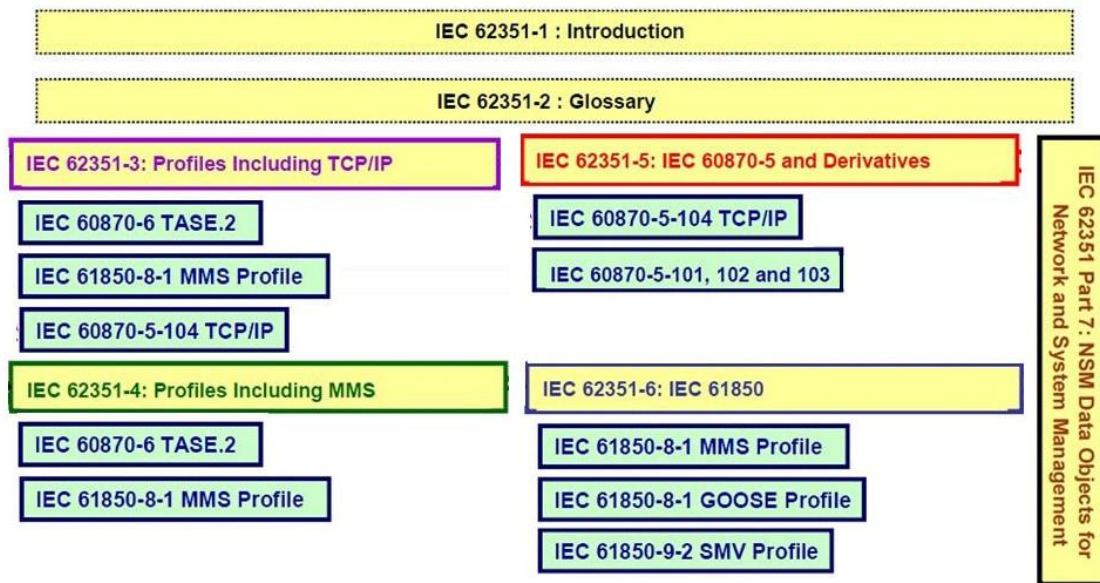 IEC 62351-1 : Introduction
IEC 62351-2 : Glossary
IEC 62351-3: Profiles Including TCP/IP
IEC 60870-6 TASE.2
IEC 61850-8-1 MMS Profile
IEC 60870-5-104 TCP/IP
IEC 62351-4: Profiles Including MMS
IEC 60870-6 TASE.2
IEC 61850-8-1 MMS Profile
IEC 62351-5: IEC 60870-5 and Derivatives
IEC 60870-5-104 TCP/IP
IEC 60870-5-101, 102 and 103
IEC 62351-6: IEC 61850
IEC 61850-8-1 MMS Profile
IEC 61850-8-1 GOOSE Profile
IEC 61850-9-2 SMV Profile
IEC 62351 Part 7: NSM Data Objects for
Network and System Management